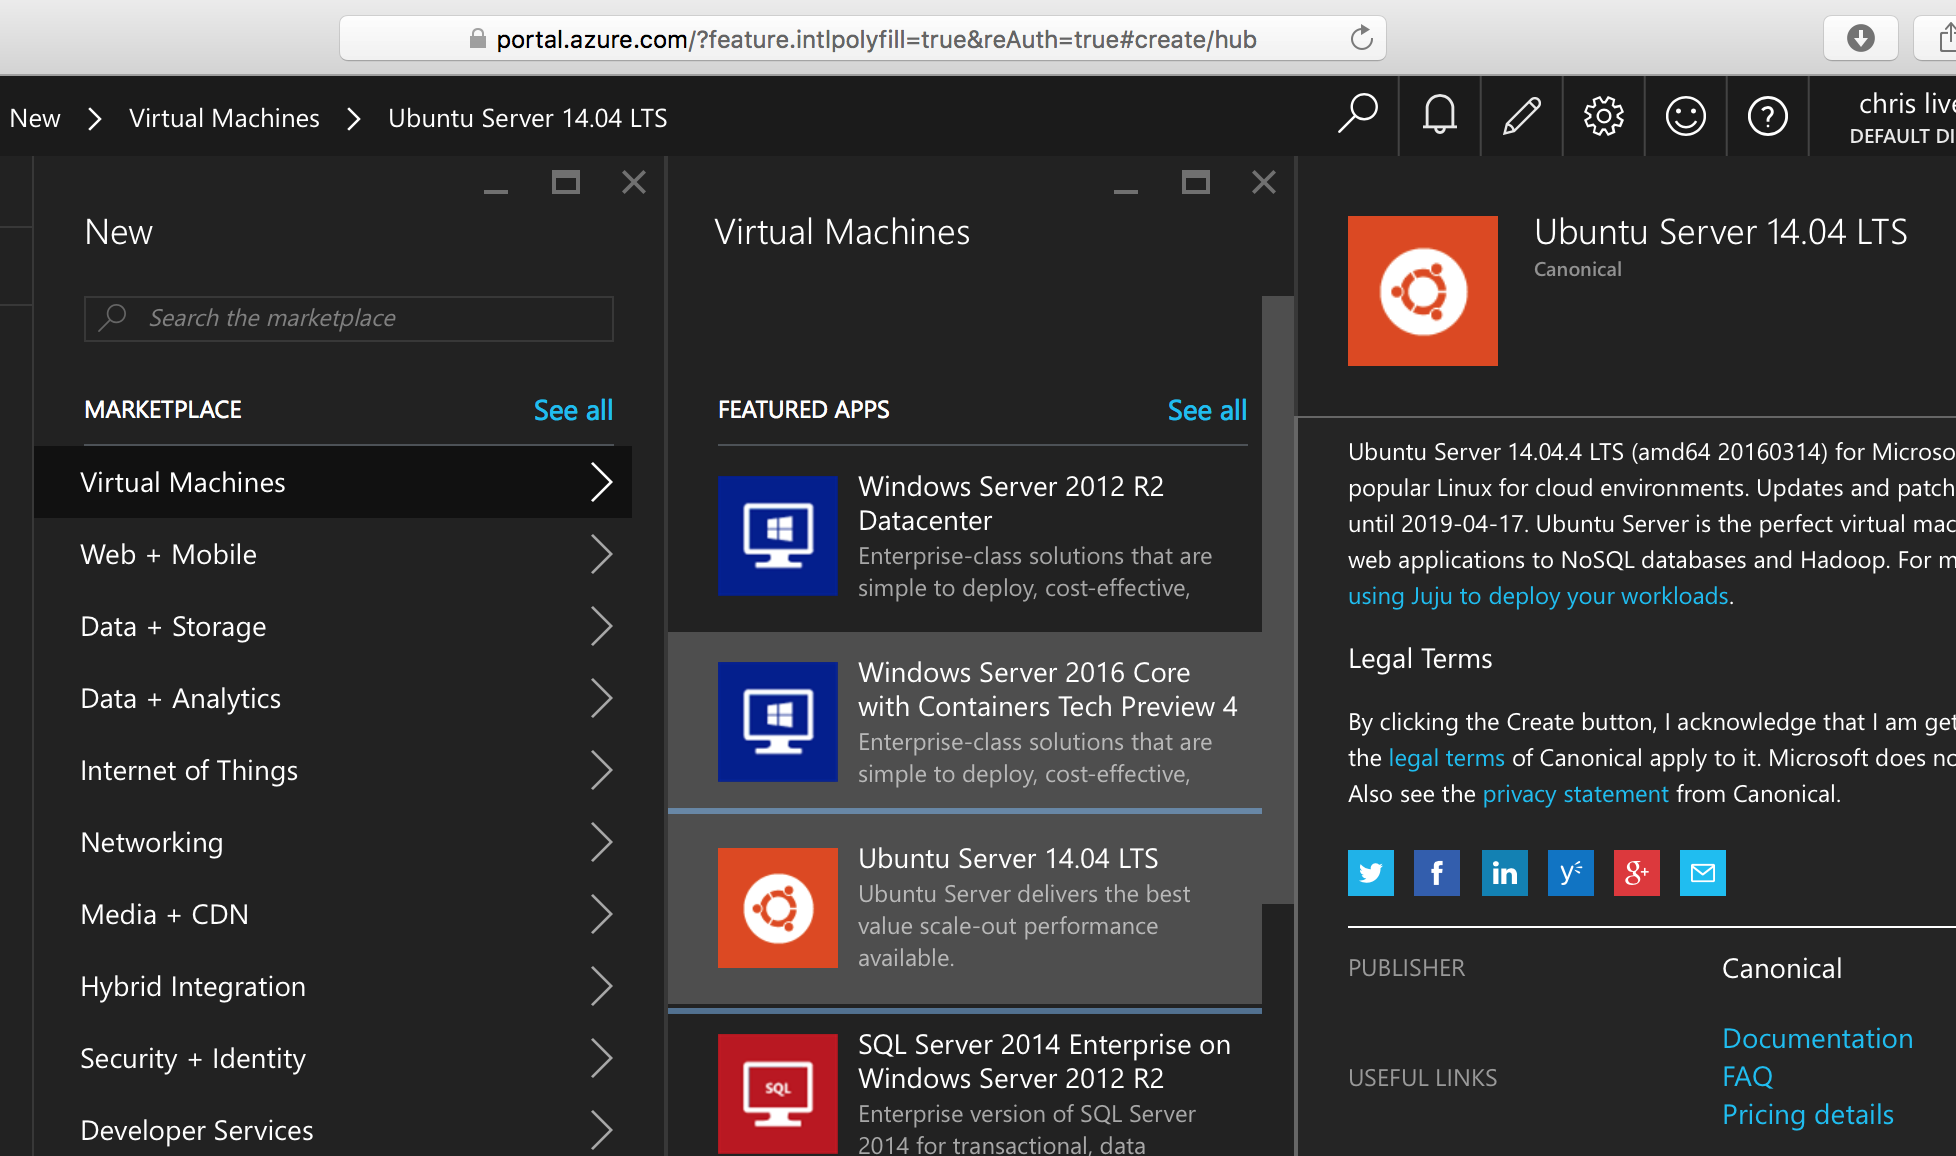 portal.azure.com/?feature.intlpolyfill=true&reAuth=true#create/hub
New
Virtual Machines
Ubuntu Server 14.04 LTS
chris live
DEFAULT DI
New
Search the marketplace
MARKETPLACE
See all
Virtual Machines
Web + Mobile
Data + Storage
Data + Analytics
Internet of Things
Networking
Media + CDN
Hybrid Integration
Security + Identity
Developer Services
Virtual Machines
FEATURED APPS
See all
Windows Server 2012 R2
Datacenter
Enterprise-class solutions that are
simple to deploy, cost-effective,
Windows Server 2016 Core
with Containers Tech Preview 4
Enterprise-class solutions that are
simple to deploy, cost-effective,
Ubuntu Server 14.04 LTS
Ubuntu Server delivers the best
value scale-out performance
available.
SQL
SQL Server 2014 Enterprise on
Windows Server 2012 R2
Enterprise version of SQL Server
2014 for transactional, data
Ubuntu Server 14.04 LTS
Canonical
Ubuntu Server 14.04.4 LTS (amd64 20160314) for Microso
popular Linux for cloud environments. Updates and patch
until 2019-04-17. Ubuntu Server is the perfect virtual mac
web applications to NoSQL databases and Hadoop. For m
using Juju to deploy your workloads.
Legal Terms
By clicking the Create button, I acknowledge that I am get
the legal terms of Canonical apply to it. Microsoft does no
Also see the privacy statement from Canonical.
PUBLISHER
Canonical
USEFUL LINKS
Documentation
FAQ
Pricing details